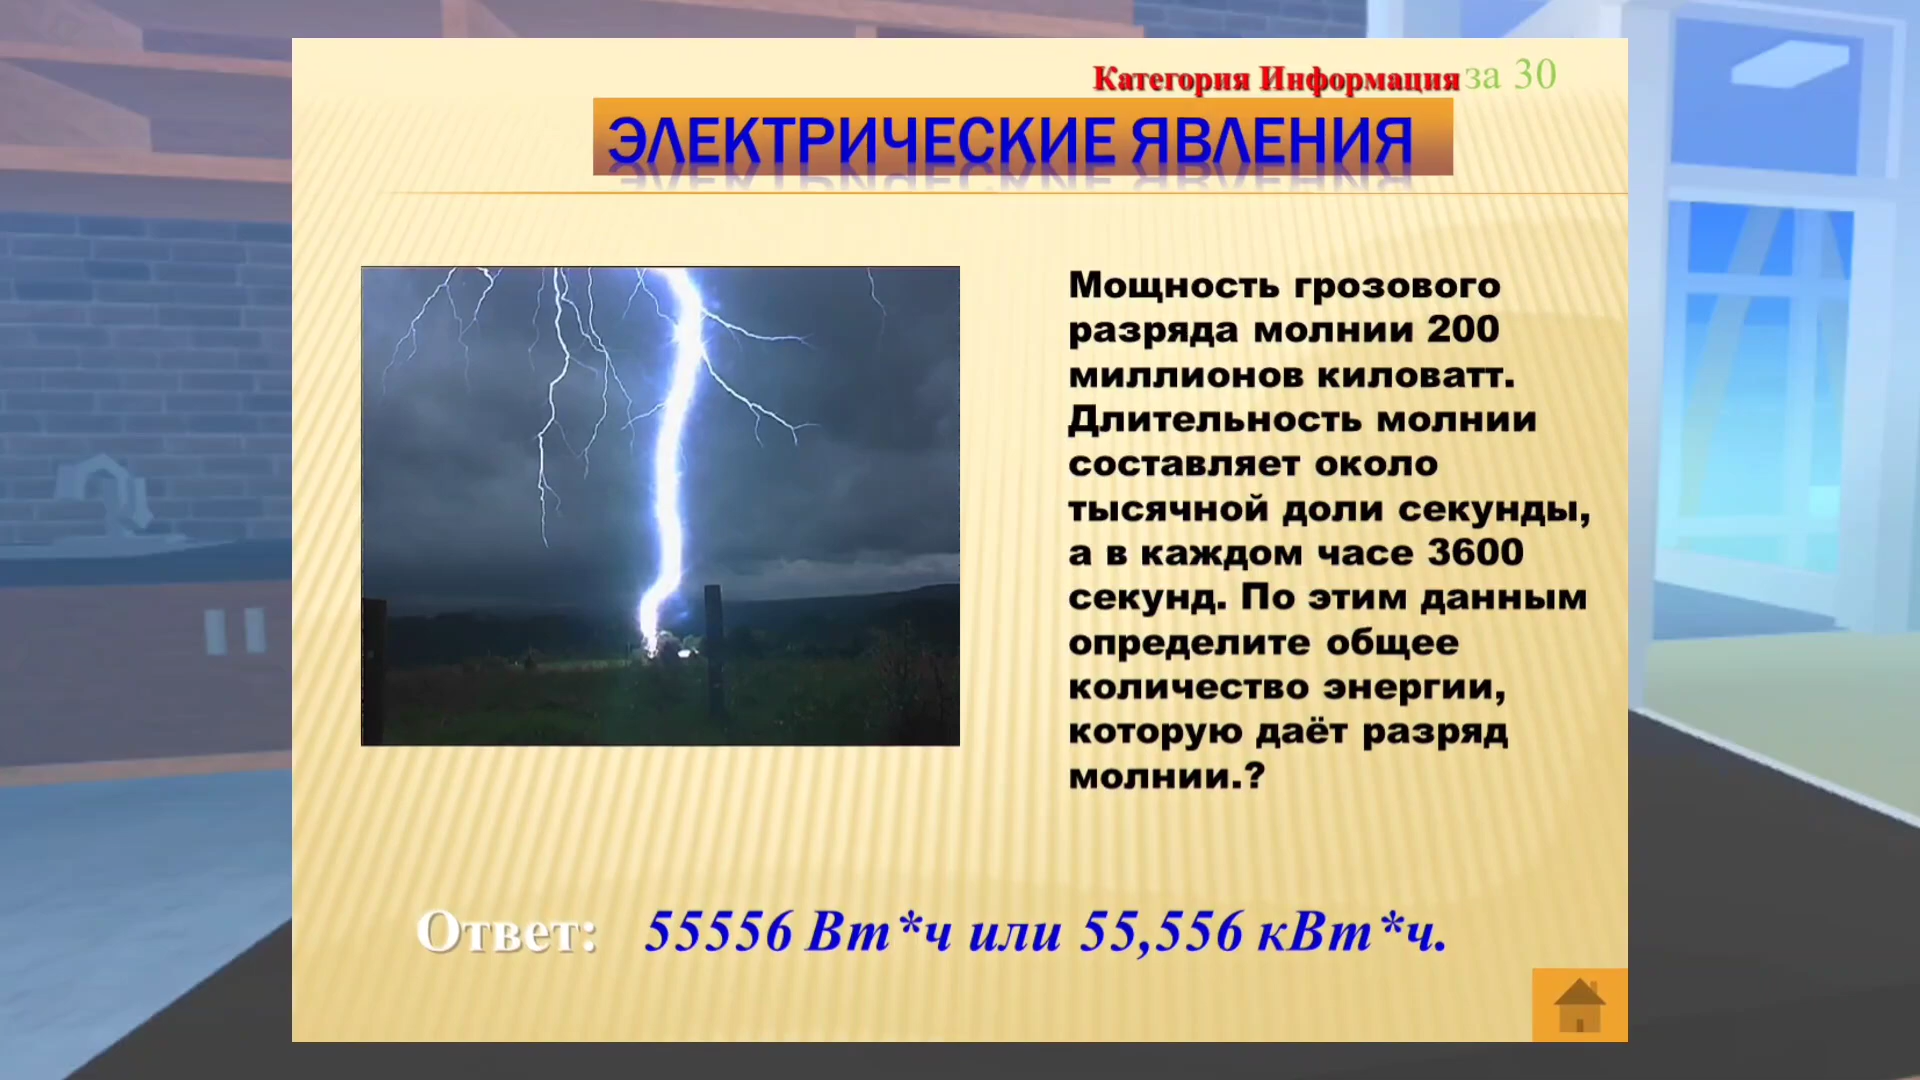 Категория Информация за 30
ЭЛЕКТРИЧЕСКИЕ ЯВЛЕНИЯ
Мощность грозового
разряда молнии 200
миллионов киловатт.
Длительность молнии
составляет около
тысячной доли секунды,
а в каждом часе 3600
секунд. По этим данным
определите общее
количество энергии,
которую даёт разряд
молнии.?
Ответ: 55556 Вт*ч или 55,556 кВт*ч.